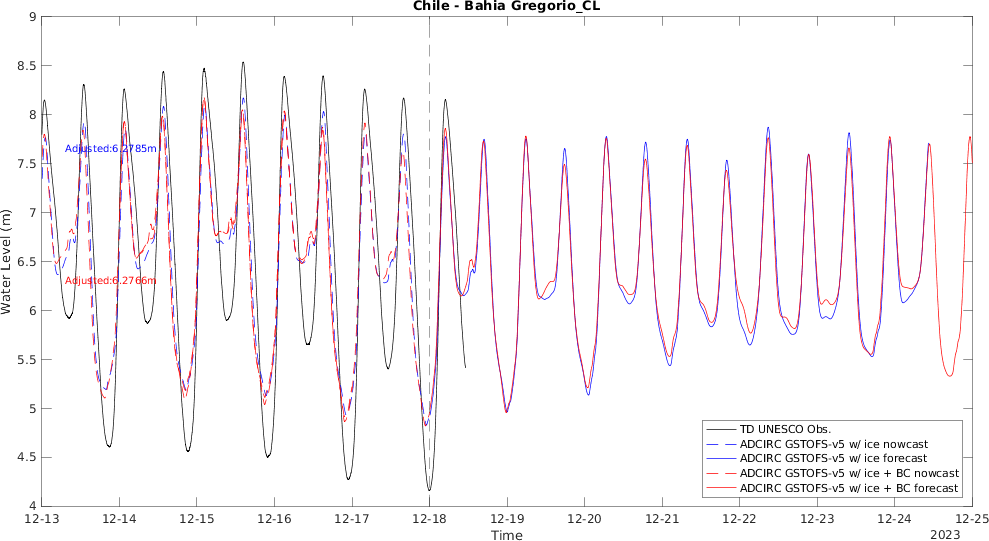 Chile - Bahia Gregorio_CL
9
8.5
8
7.5
7
6.5
6
5.5
5
4.5
4
Water Level (m)
Adjusted:6.2785m
Adjusted:6.2766m
TD UNESCO Obs.
ADCIRC GSTOFS-v5 w/ ice nowcast
ADCIRC GSTOFS-v5 w/ ice forecast
ADCIRC GSTOFS-v5 w/ ice + BC nowcast
ADCIRC GSTOFS-v5 w/ ice + BC forecast
12-13 12-14 12-15 12-16 12-17 12-18 12-19 12-20 12-21 12-22 12-23 12-24 12-25
Time
2023